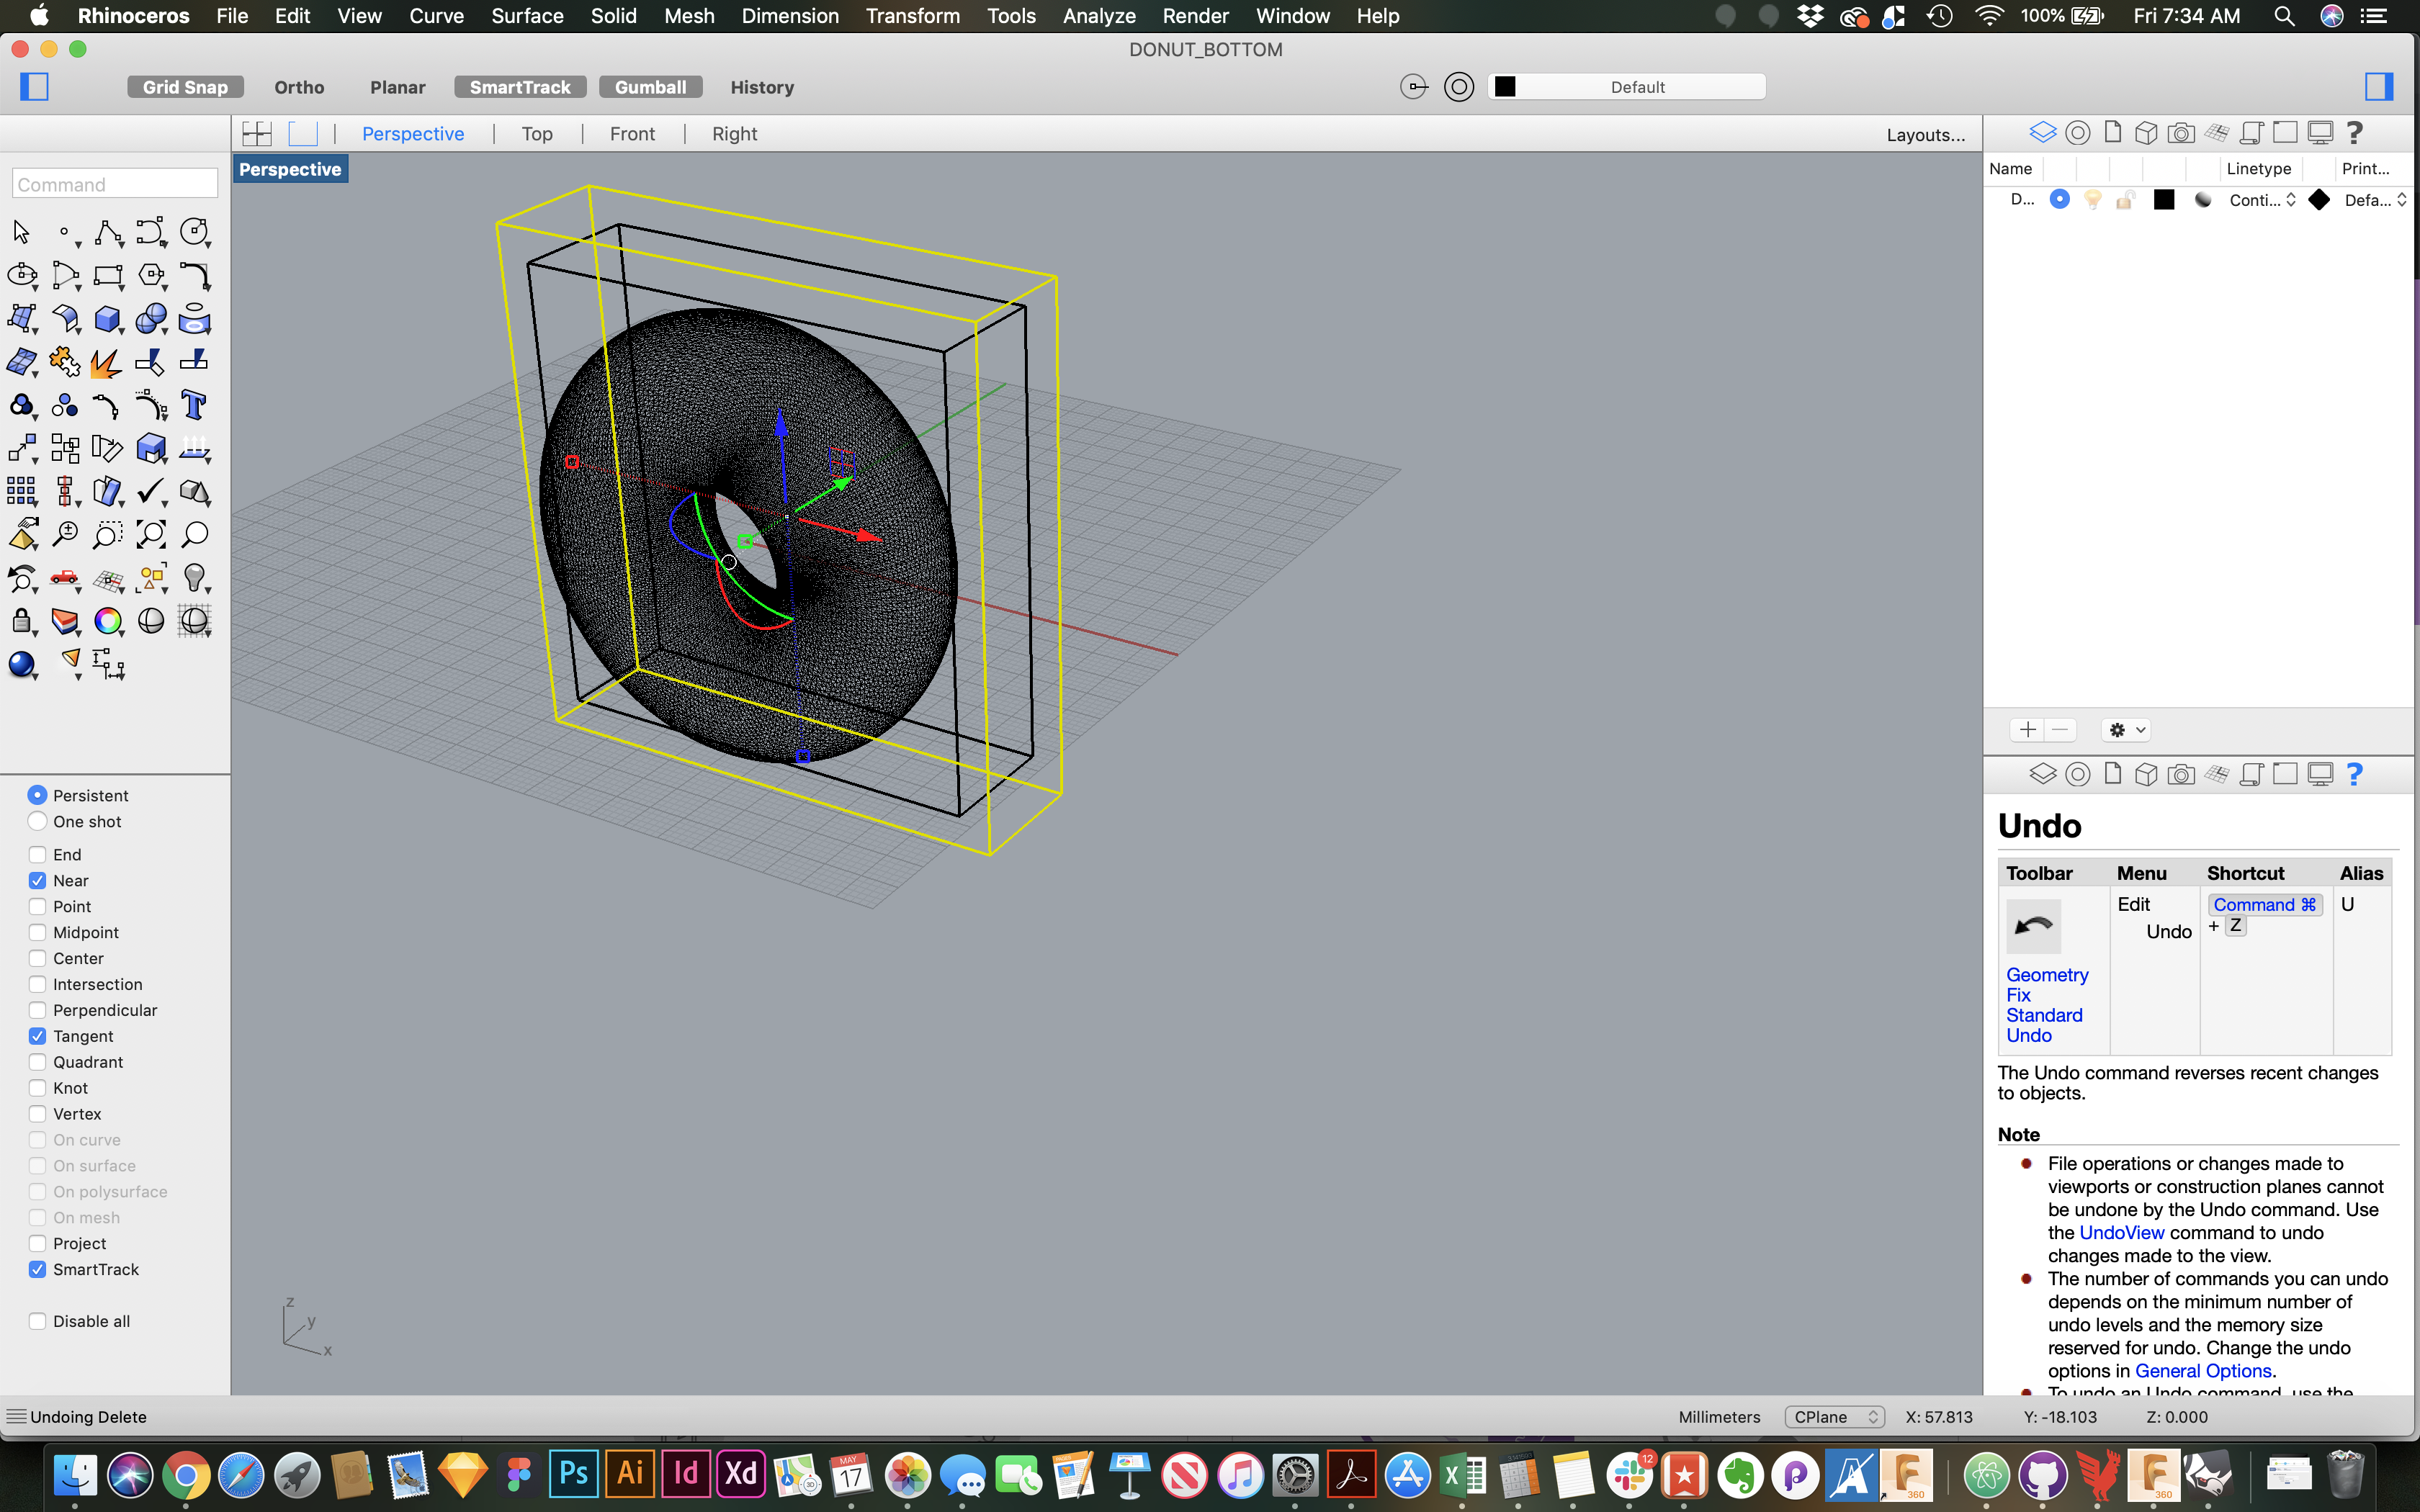 Rhinoceros File Edit View Curve Surface Solid Mesh Dimension Transform Tools Analyze Render Window Help 100% Fri 7:34 AM
DONUT_BOTTOM
Grid Snap Ortho Planar SmartTrack Gumball History Default
Perspective Top Front Right Layouts...
Perspective
Command
Name Linetype Print...
D... Conti... Defa...
Persistent
One shot
End
Near
Point
Midpoint
Center
Intersection
Perpendicular
Tangent
Quadrant
Knot
Vertex
On curve
On surface
On polysurface
On mesh
Project
SmartTrack
Disable all
z
y
x
Undo
Toolbar Menu Shortcut Alias
Edit Command ⌘ U
Undo + Z
Geometry
Fix
Standard
Undo
The Undo command reverses recent changes
to objects.
Note
File operations or changes made to
viewports or construction planes cannot
be undone by the Undo command. Use
the UndoView command to undo
changes made to the view.
The number of commands you can undo
depends on the minimum number of
undo levels and the memory size
reserved for undo. Change the undo
options in General Options.
To undo an Undo command, use the
Undoing Delete Millimeters CPlane X: 57.813 Y: -18.103 Z: 0.000
Ps Ai Id Xd 3D MAY 17 12 360 360